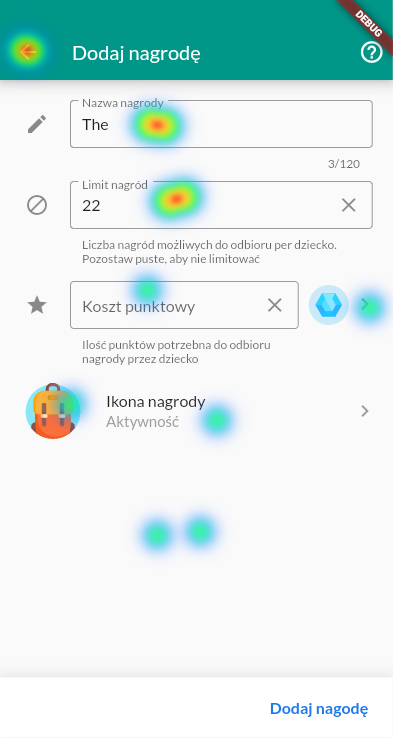 DEBUG
Dodaj nagrodę
Nazwa nagrody
The
3/120
Limit nagród
22
Liczba nagród możliwych do odbioru per dziecko.
Pozostaw puste, aby nie limitować
Koszt punktowy
Ilość punktów potrzebna do odbioru
nagrody przez dziecko
Ikona nagrody
Aktywność
Dodaj nagodę